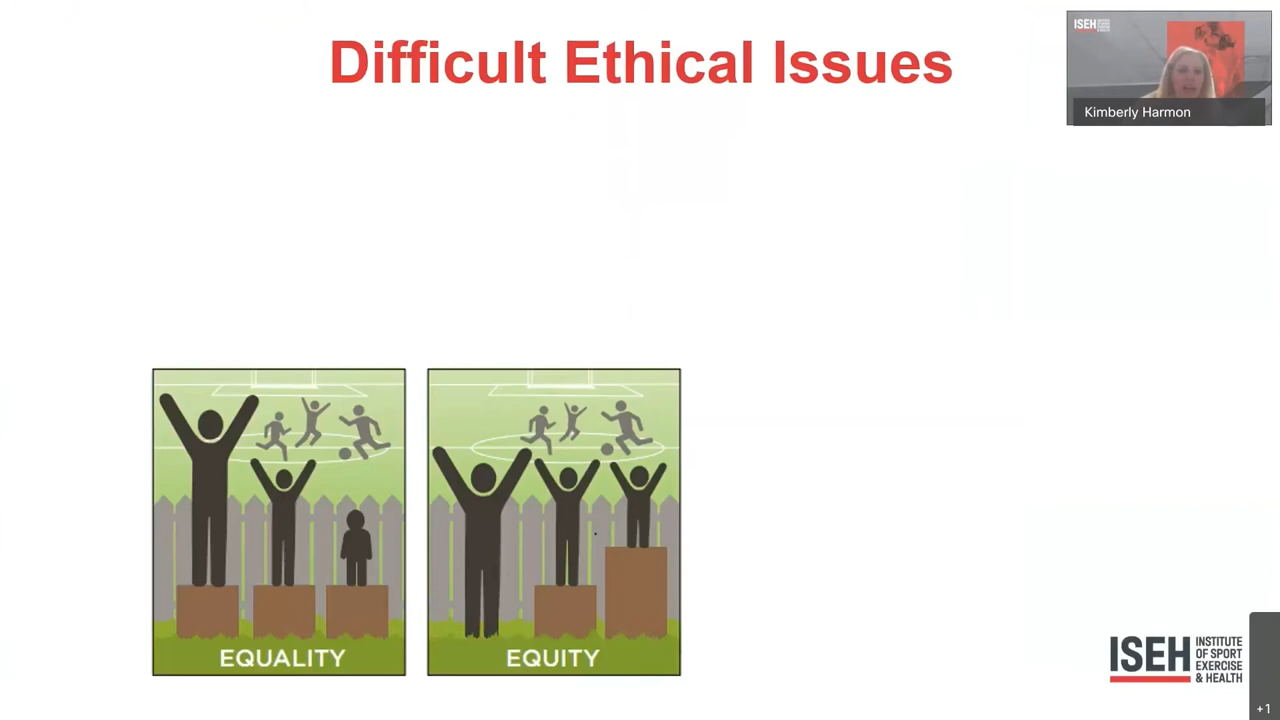 Difficult Ethical Issues
ISEH
Kimberly Harmon
EQUALITY
EQUITY
ISEH
INSTITUTE
OF SPORT
EXERCISE
& HEALTH
+1